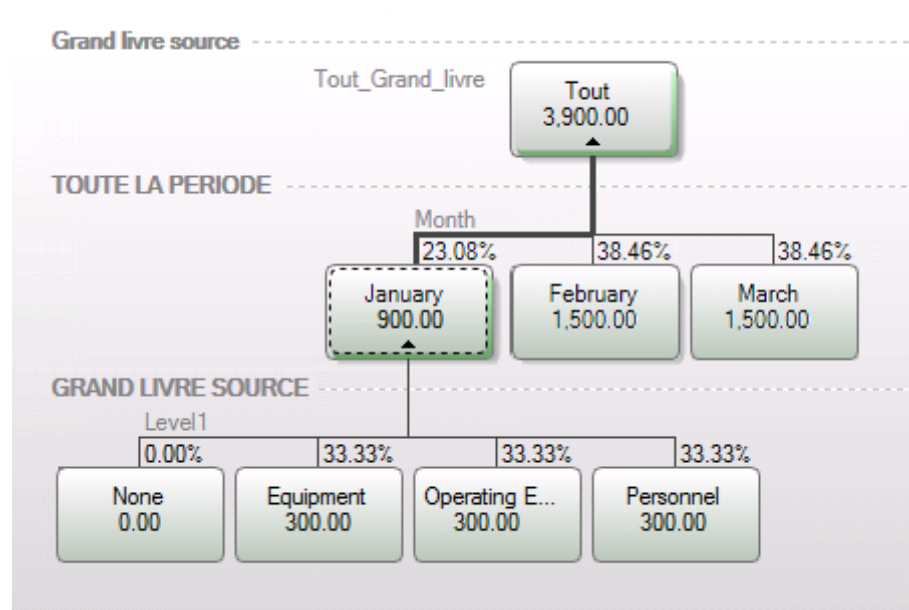 Grand livre source
Tout_Grand_livre
Tout
3,900.00
TOUTE LA PERIODE
Month
23.08%
38.46%
38.46%
January
900.00
February
1,500.00
March
1,500.00
GRAND LIVRE SOURCE
Level1
0.00%
33.33%
33.33%
33.33%
None
0.00
Equipment
300.00
Operating E...
300.00
Personnel
300.00